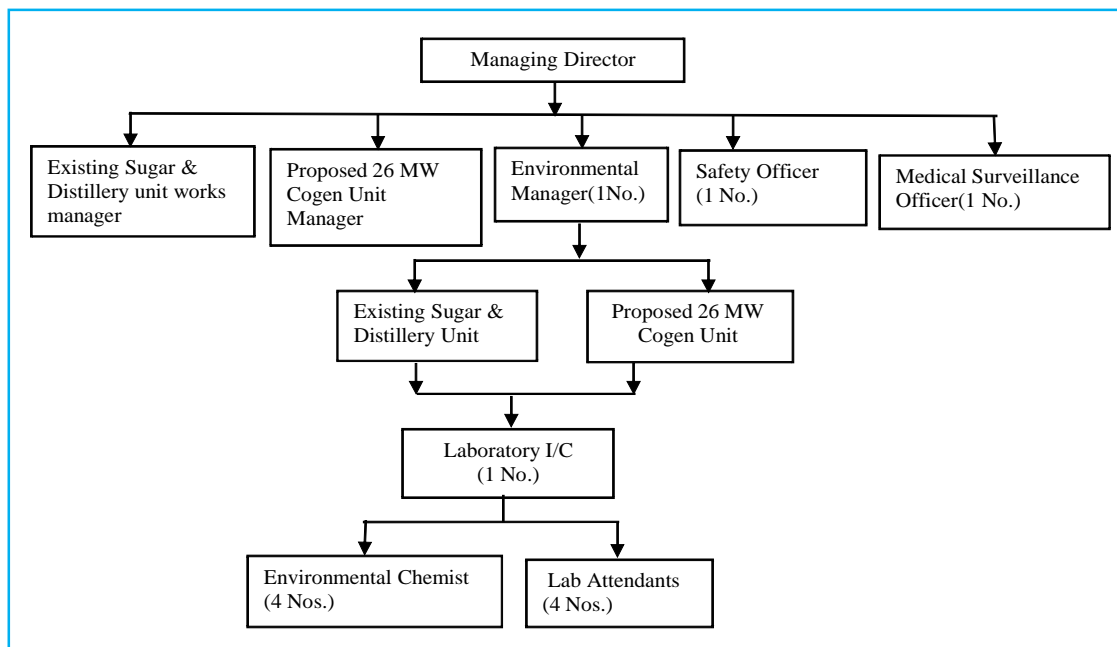 Managing Director
Existing Sugar &
Distillery unit works
manager
Proposed 26 MW
Cogen Unit
Manager
Environmental
Manager(1No.)
Safety Officer
(1 No.)
Medical Surveillance
Officer(1 No.)
Existing Sugar &
Distillery Unit
Proposed 26 MW
Cogen Unit
Laboratory I/C
(1 No.)
Environmental Chemist
(4 Nos.)
Lab Attendants
(4 Nos.)